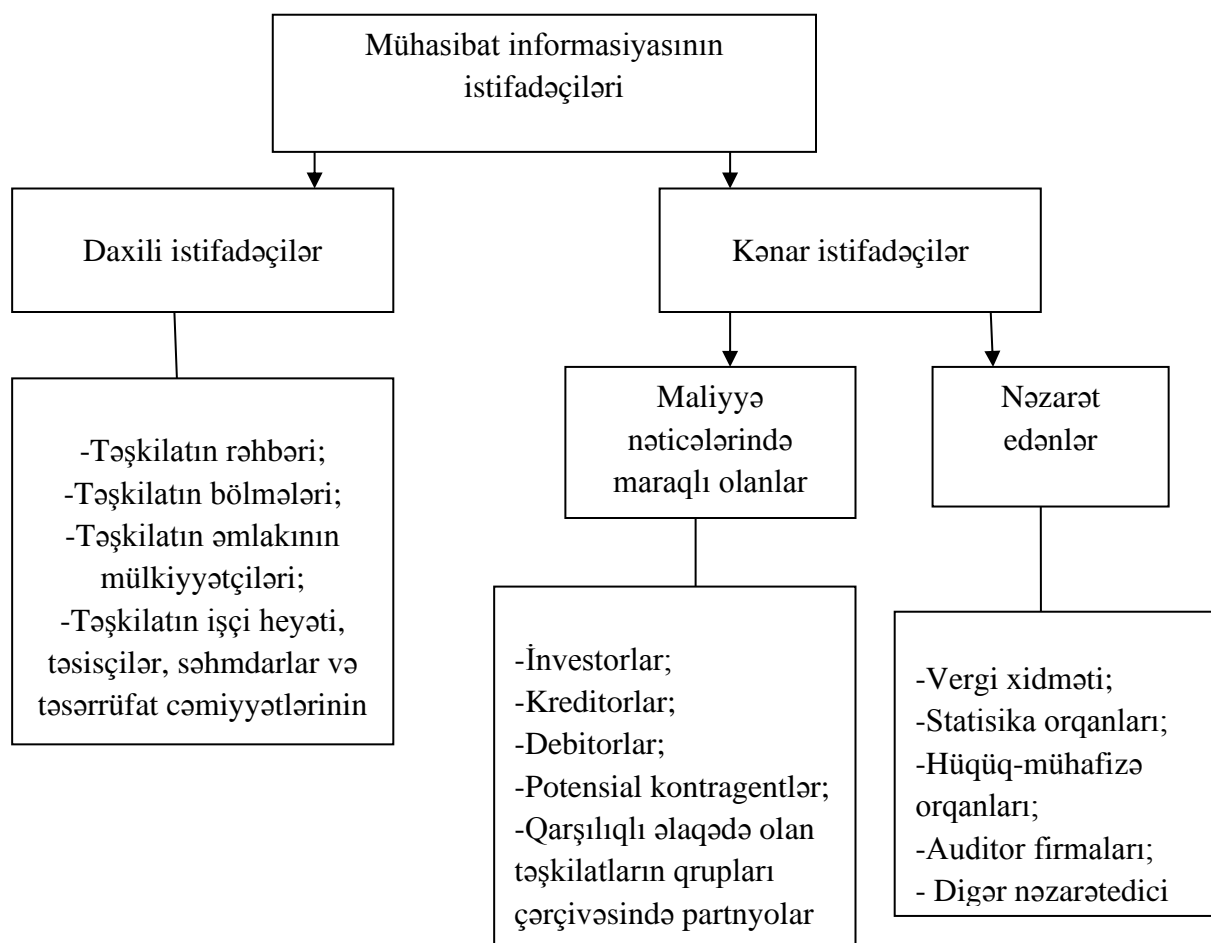 Mühasibat informasiyasının
istifadəçiləri
Daxili istifadəçilər
Kənar istifadəçilər
-Təşkilatın rəhbəri;
-Təşkilatın bölmələri;
-Təşkilatın əmlakının
mülkiyyətçiləri;
-Təşkilatın işçi heyəti,
təsisçilər, səhmdarlar və
təsərrüfat cəmiyyətlərinin
Maliyyə
nəticələrində
maraqlı olanlar
Nəzarət
edənlər
-İnvestorlar;
-Kreditorlar;
-Debitorlar;
-Potensial kontragentlər;
-Qarşılıqlı əlaqədə olan
təşkilatların qrupları
çərçivəsində partnyolar
-Vergi xidməti;
-Statisika orqanları;
-Hüqüq-mühafizə
orqanları;
-Auditor firmaları;
- Digər nəzarətedici